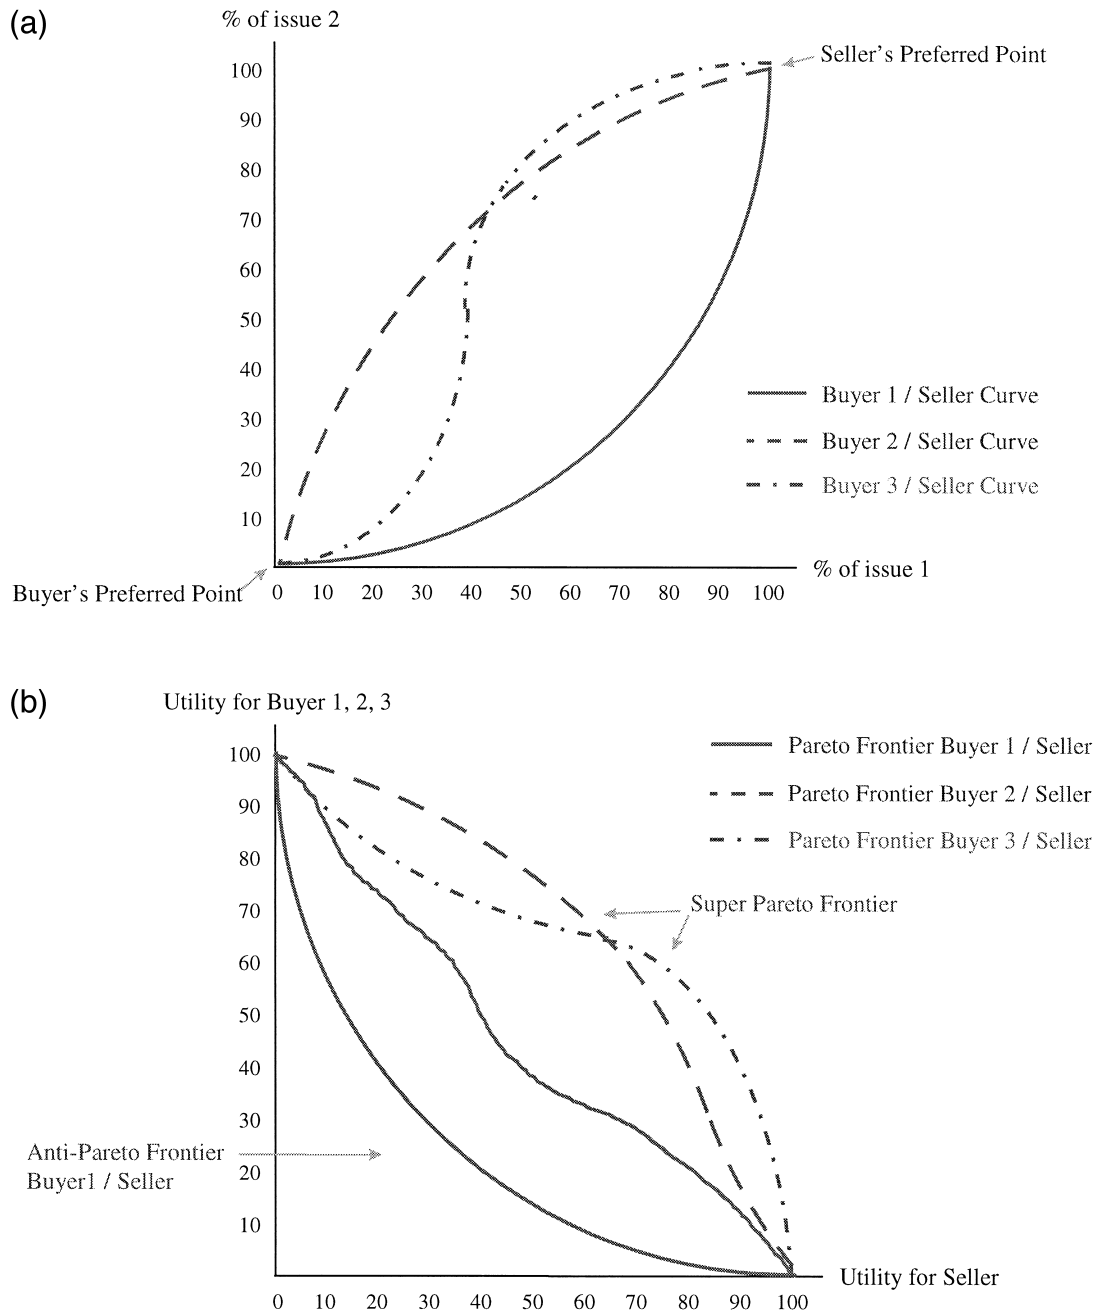 (a)
% of issue 2
Seller's Preferred Point
100
90
80
70
60
50
40
30
20
10
Buyer 1 / Seller Curve
Buyer 2 / Seller Curve
Buyer 3 / Seller Curve
% of issue 1
Buyer's Preferred Point
0 10 20 30 40 50 60 70 80 90 100
(b)
Utility for Buyer 1, 2, 3
Pareto Frontier Buyer 1 / Seller
Pareto Frontier Buyer 2 / Seller
Pareto Frontier Buyer 3 / Seller
100
90
80
70
60
50
40
30
20
10
Super Pareto Frontier
Anti-Pareto Frontier
Buyer1 / Seller
Utility for Seller
0 10 20 30 40 50 60 70 80 90 100